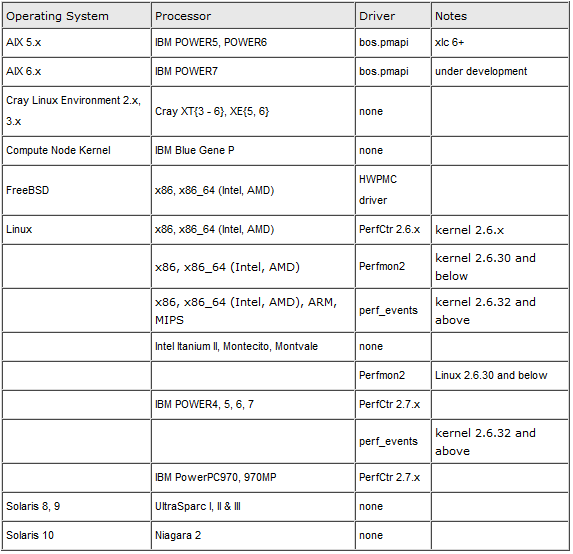 Operating System Processor Driver Notes
AIX 5.x IBM POWER5, POWER6 bos.pmapi xlc 6+
AIX 6.x IBM POWER7 bos.pmapi under development
Cray Linux Environment 2.x,
3.x
Cray XT{3 - 6}, XE{5, 6} none
Compute Node Kernel IBM Blue Gene P none
FreeBSD x86, x86_64 (Intel, AMD)
HWPMC
driver
Linux x86, x86_64 (Intel, AMD) PerfCtr 2.6.x kernel 2.6.x
x86, x86_64 (Intel, AMD) Perfmon2
kernel 2.6.30 and
below
x86, x86_64 (Intel, AMD), ARM,
MIPS
perf_events
kernel 2.6.32 and
above
Intel Itanium II, Montecito, Montvale none
Perfmon2 Linux 2.6.30 and below
IBM POWER4, 5, 6, 7 PerfCtr 2.7.x
perf_events
kernel 2.6.32 and
above
IBM PowerPC970, 970MP PerfCtr 2.7.x
Solaris 8, 9 UltraSparc I, II & III none
Solaris 10 Niagara 2 none